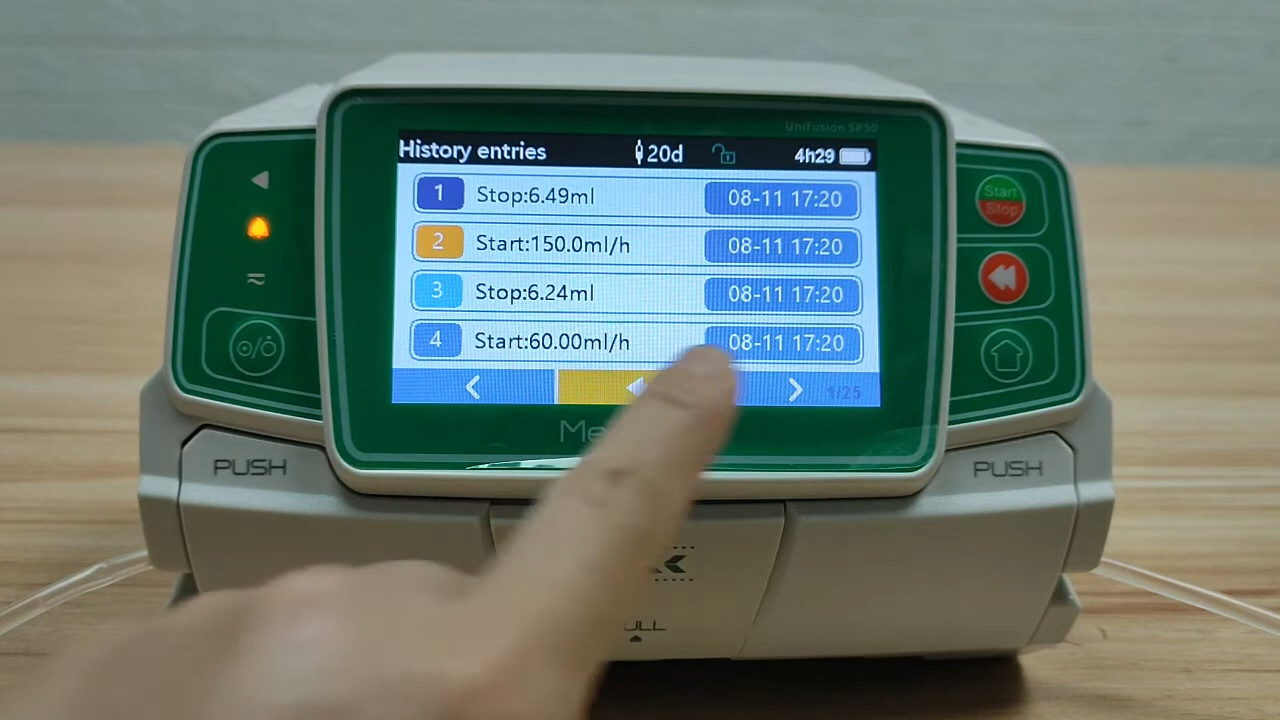 UniFusion SP50
History entries 20d 4h29
1 Stop:6.49ml 08-11 17:20
2 Start:150.0ml/h 08-11 17:20
3 Stop:6.24ml 08-11 17:20
4 Start:60.00ml/h 08-11 17:20
1/25
Start
Stop
Me
PUSH
PUSH
ULL